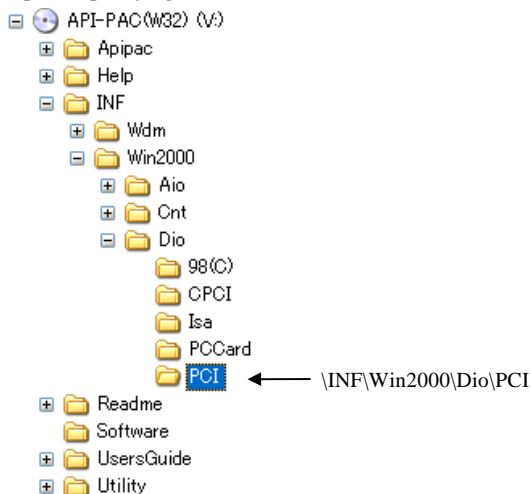 API-PAC(W32) (V:)
Apipac
Help
INF
Wdm
Win2000
Aio
Cnt
Dio
98(C)
CPCI
Isa
PCCard
PCI \INF\Win2000\Dio\PCI
Readme
Software
UsersGuide
Utility